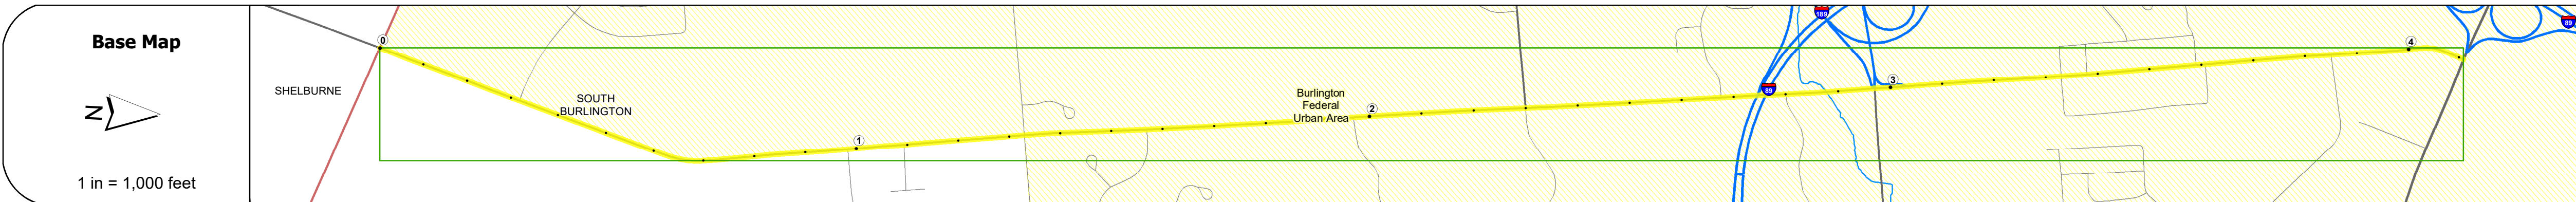 Base Map
N
1 in = 1,000 feet
SHELBURNE
0
SOUTH
BURLINGTON
1
Burlington
Federal
Urban Area
2
89
189
3
4
89